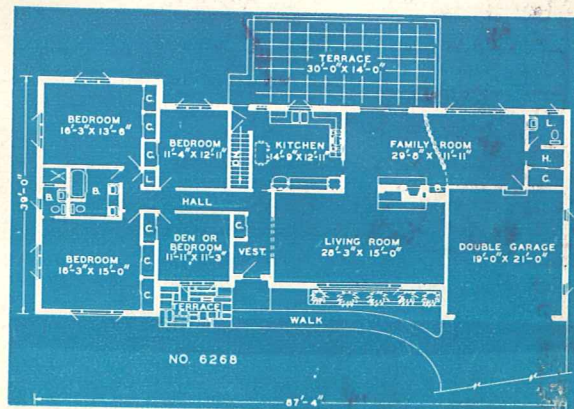 TERRACE
30'-0" X 14'-0"
BEDROOM
16'-3" X 13'-6"
C.
C.
C.
L.
BEDROOM
11'-4" X 12'-11"
DN.
KITCHEN
14'-9" X 12'-11"
FAMILY ROOM
29'-8" X 11'-11"
L.
H.
C.
B.
B.
B.
39'-0"
HALL
BEDROOM
16'-3" X 15'-0"
C.
C.
C.
DEN OR
BEDROOM
11'-11" X 11'-3"
C.
VEST.
LIVING ROOM
28'-3" X 15'-0"
DOUBLE GARAGE
19'-0" X 21'-0"
TERRACE
WALK
NO. 6268
87'-4"